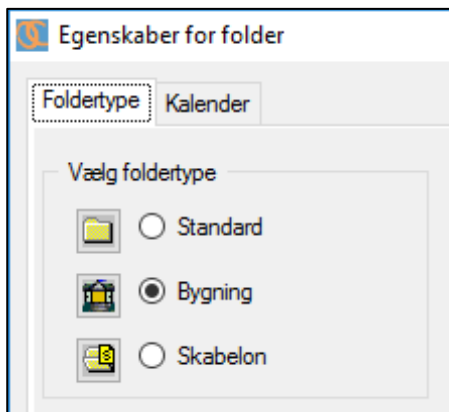 Egenskaber for folder
Foldertype Kalender
Vælg foldertype
Standard
Bygning
Skabelon